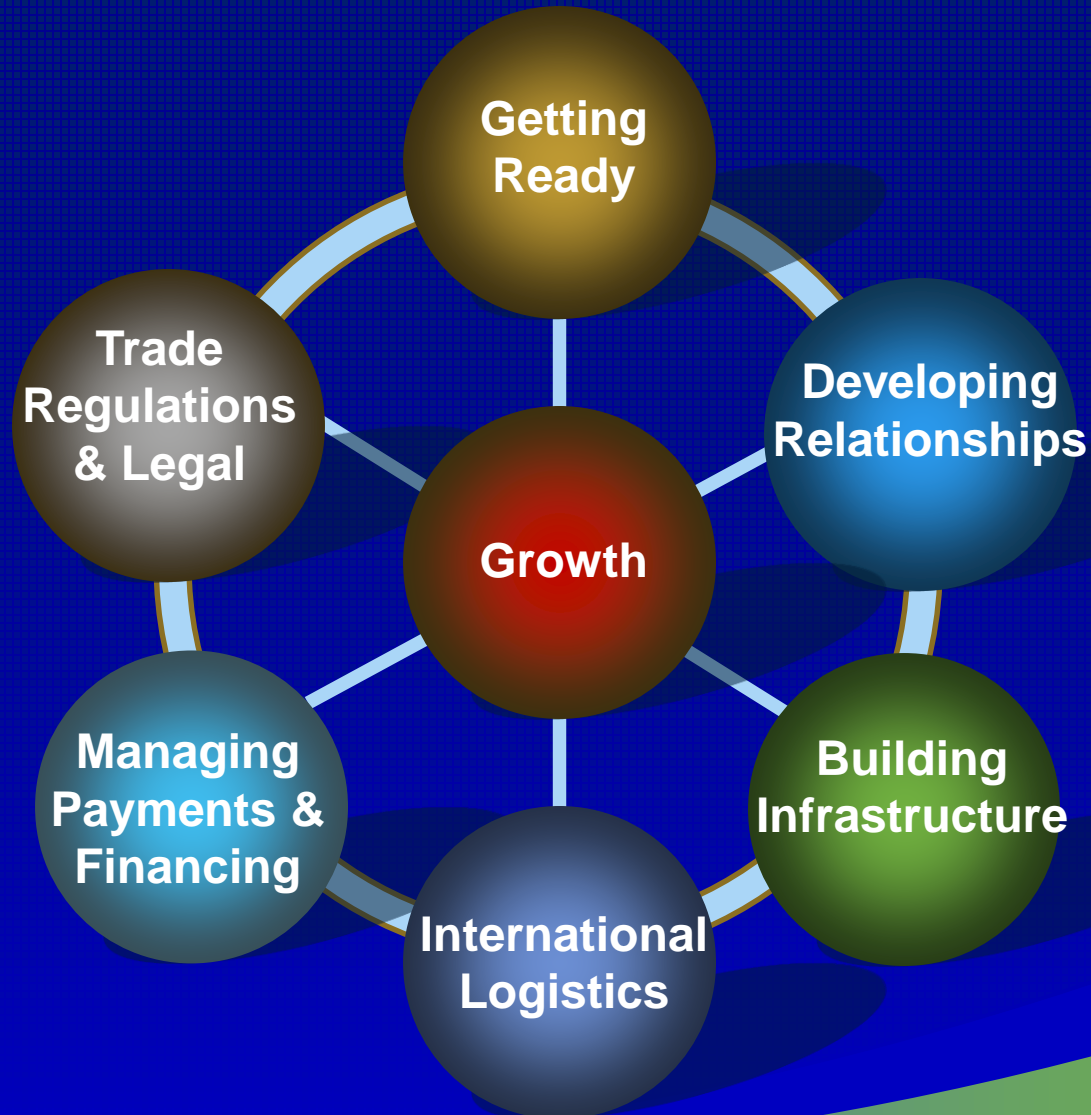 Getting
Ready
Developing
Relationships
Building
Infrastructure
International
Logistics
Managing
Payments &
Financing
Trade
Regulations
& Legal
Growth